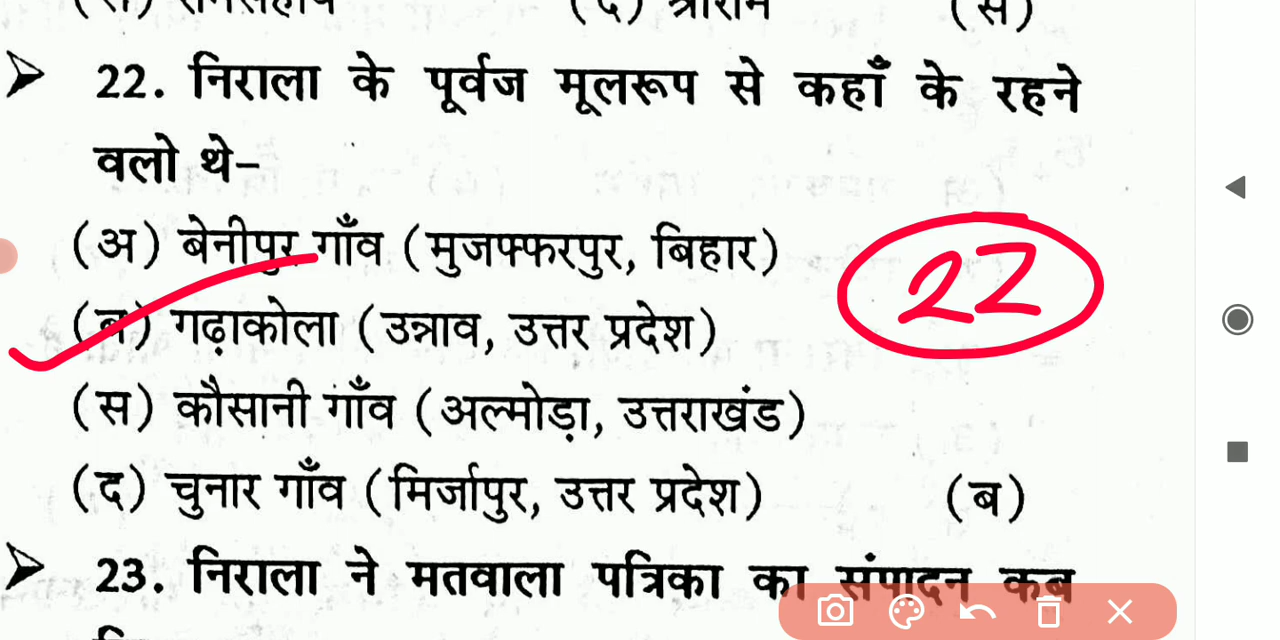 22. निराला के पूर्वज मूलरूप से कहाँ के रहने
वलो थे-
(अ) बेनीपुर गाँव (मुजफ्फरपुर, बिहार)
22
(ब) गढ़ाकोला (उन्नाव, उत्तर प्रदेश)
(स) कौसानी गाँव (अल्मोड़ा, उत्तराखंड)
(द) चुनार गाँव (मिर्जापुर, उत्तर प्रदेश) (ब)
23. निराला ने मतवाला पत्रिका का संपादन कब